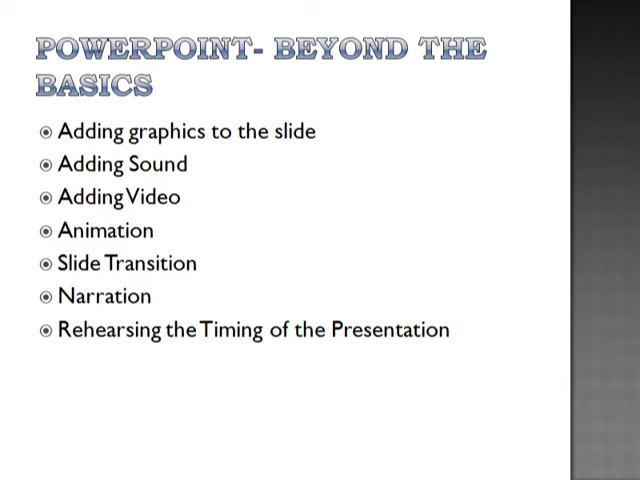 POWERPOINT- BEYOND THE
BASICS
Adding graphics to the slide
Adding Sound
Adding Video
Animation
Slide Transition
Narration
Rehearsing the Timing of the Presentation